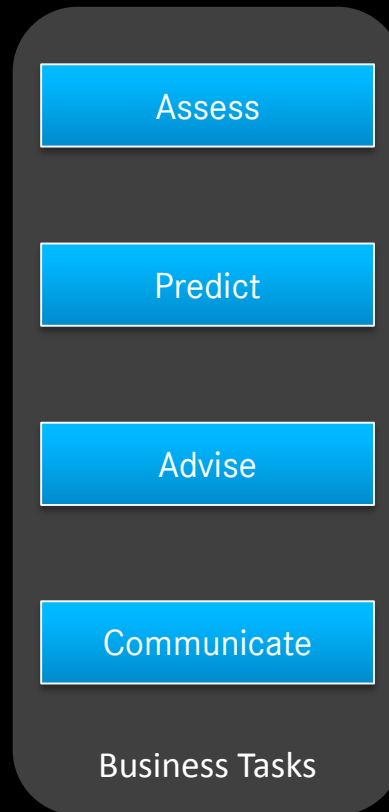 Assess
Predict
Advise
Communicate
Business Tasks